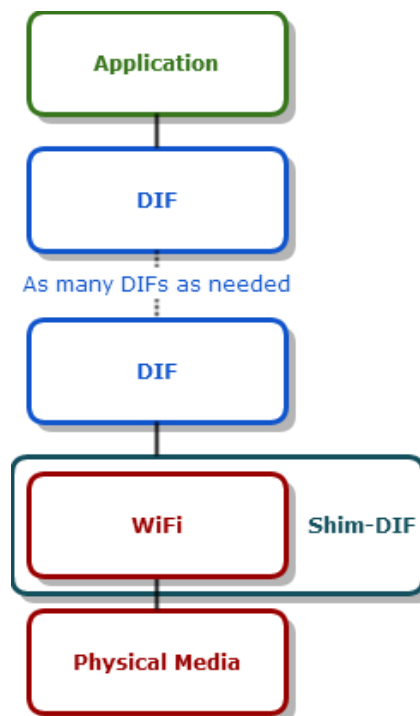 Application
DIF
As many DIFs as needed
DIF
WiFi
Shim-DIF
Physical Media